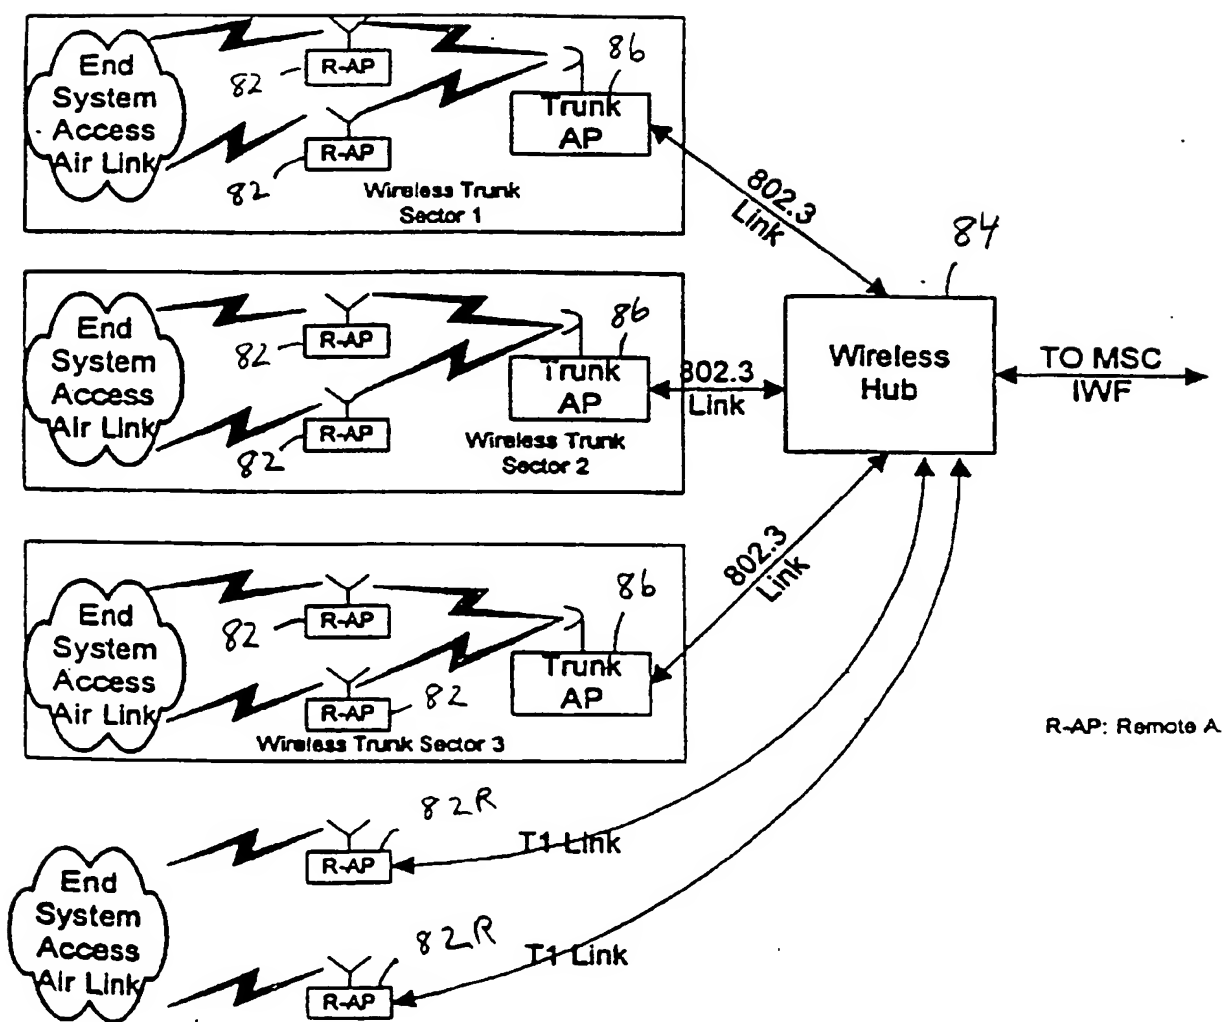 End
System
Access
Air Link
82
R-AP
82
R-AP
86
Trunk
AP
Wireless Trunk
Sector 1
802.3
Link
84
End
System
Access
Air Link
82
R-AP
82
R-AP
86
Trunk
AP
Wireless Trunk
Sector 2
802.3
Link
Wireless
Hub
TO MSC
IWF
End
System
Access
Air Link
82
R-AP
82
R-AP
86
Trunk
AP
Wireless Trunk Sector 3
802.3
Link
R-AP: Remote A
82R
R-AP
T1 Link
End
System
Access
Air Link
82R
R-AP
T1 Link